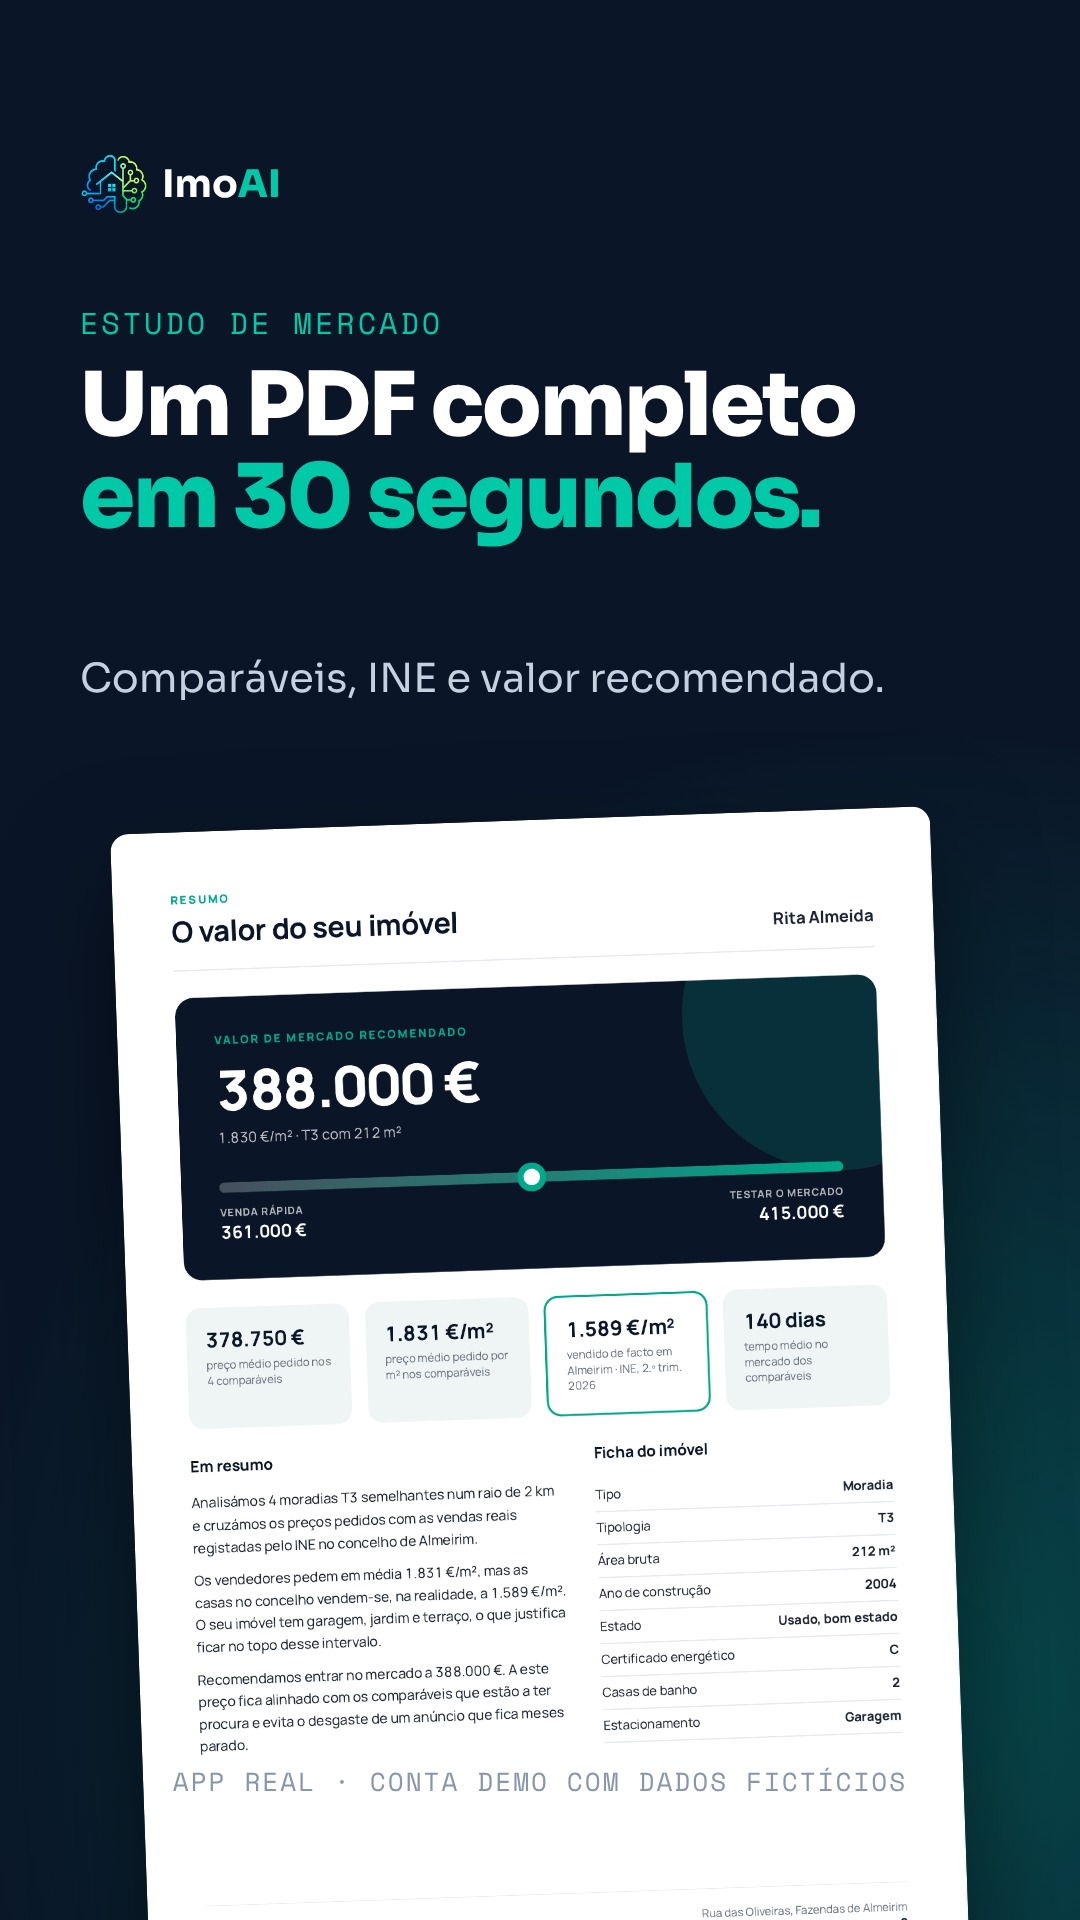 ImoAI
ESTUDO DE MERCADO
Um PDF completo
em 30 segundos.
Comparáveis, INE e valor recomendado.
RESUMO
O valor do seu imóvel
Rita Almeida
VALOR DE MERCADO RECOMENDADO
388.000 €
1.830 €/m² · T3 com 212 m²
VENDA RÁPIDA
361.000 €
TESTAR O MERCADO
415.000 €
378.750 €
preço médio pedido nos
4 comparáveis
1.831 €/m²
preço médio pedido por
m² nos comparáveis
1.589 €/m²
vendido de facto em
Almeirim · INE, 2.º trim.
2026
140 dias
tempo médio no
mercado dos
comparáveis
Em resumo
Analisámos 4 moradias T3 semelhantes num raio de 2 km
e cruzámos os preços pedidos com as vendas reais
registadas pelo INE no concelho de Almeirim.
Os vendedores pedem em média 1.831 €/m², mas as
casas no concelho vendem-se, na realidade, a 1.589 €/m².
O seu imóvel tem garagem, jardim e terraço, o que justifica
ficar no topo desse intervalo.
Recomendamos entrar no mercado a 388.000 €. A este
preço fica alinhado com os comparáveis que estão a ter
procura e evita o desgaste de um anúncio que fica meses
parado.
Ficha do imóvel
Tipo Moradia
Tipologia T3
Área bruta 212 m²
Ano de construção 2004
Estado Usado, bom estado
Certificado energético C
Casas de banho 2
Estacionamento Garagem
APP REAL · CONTA DEMO COM DADOS FICTÍCIOS
Rua das Oliveiras, Fazendas de Almeirim